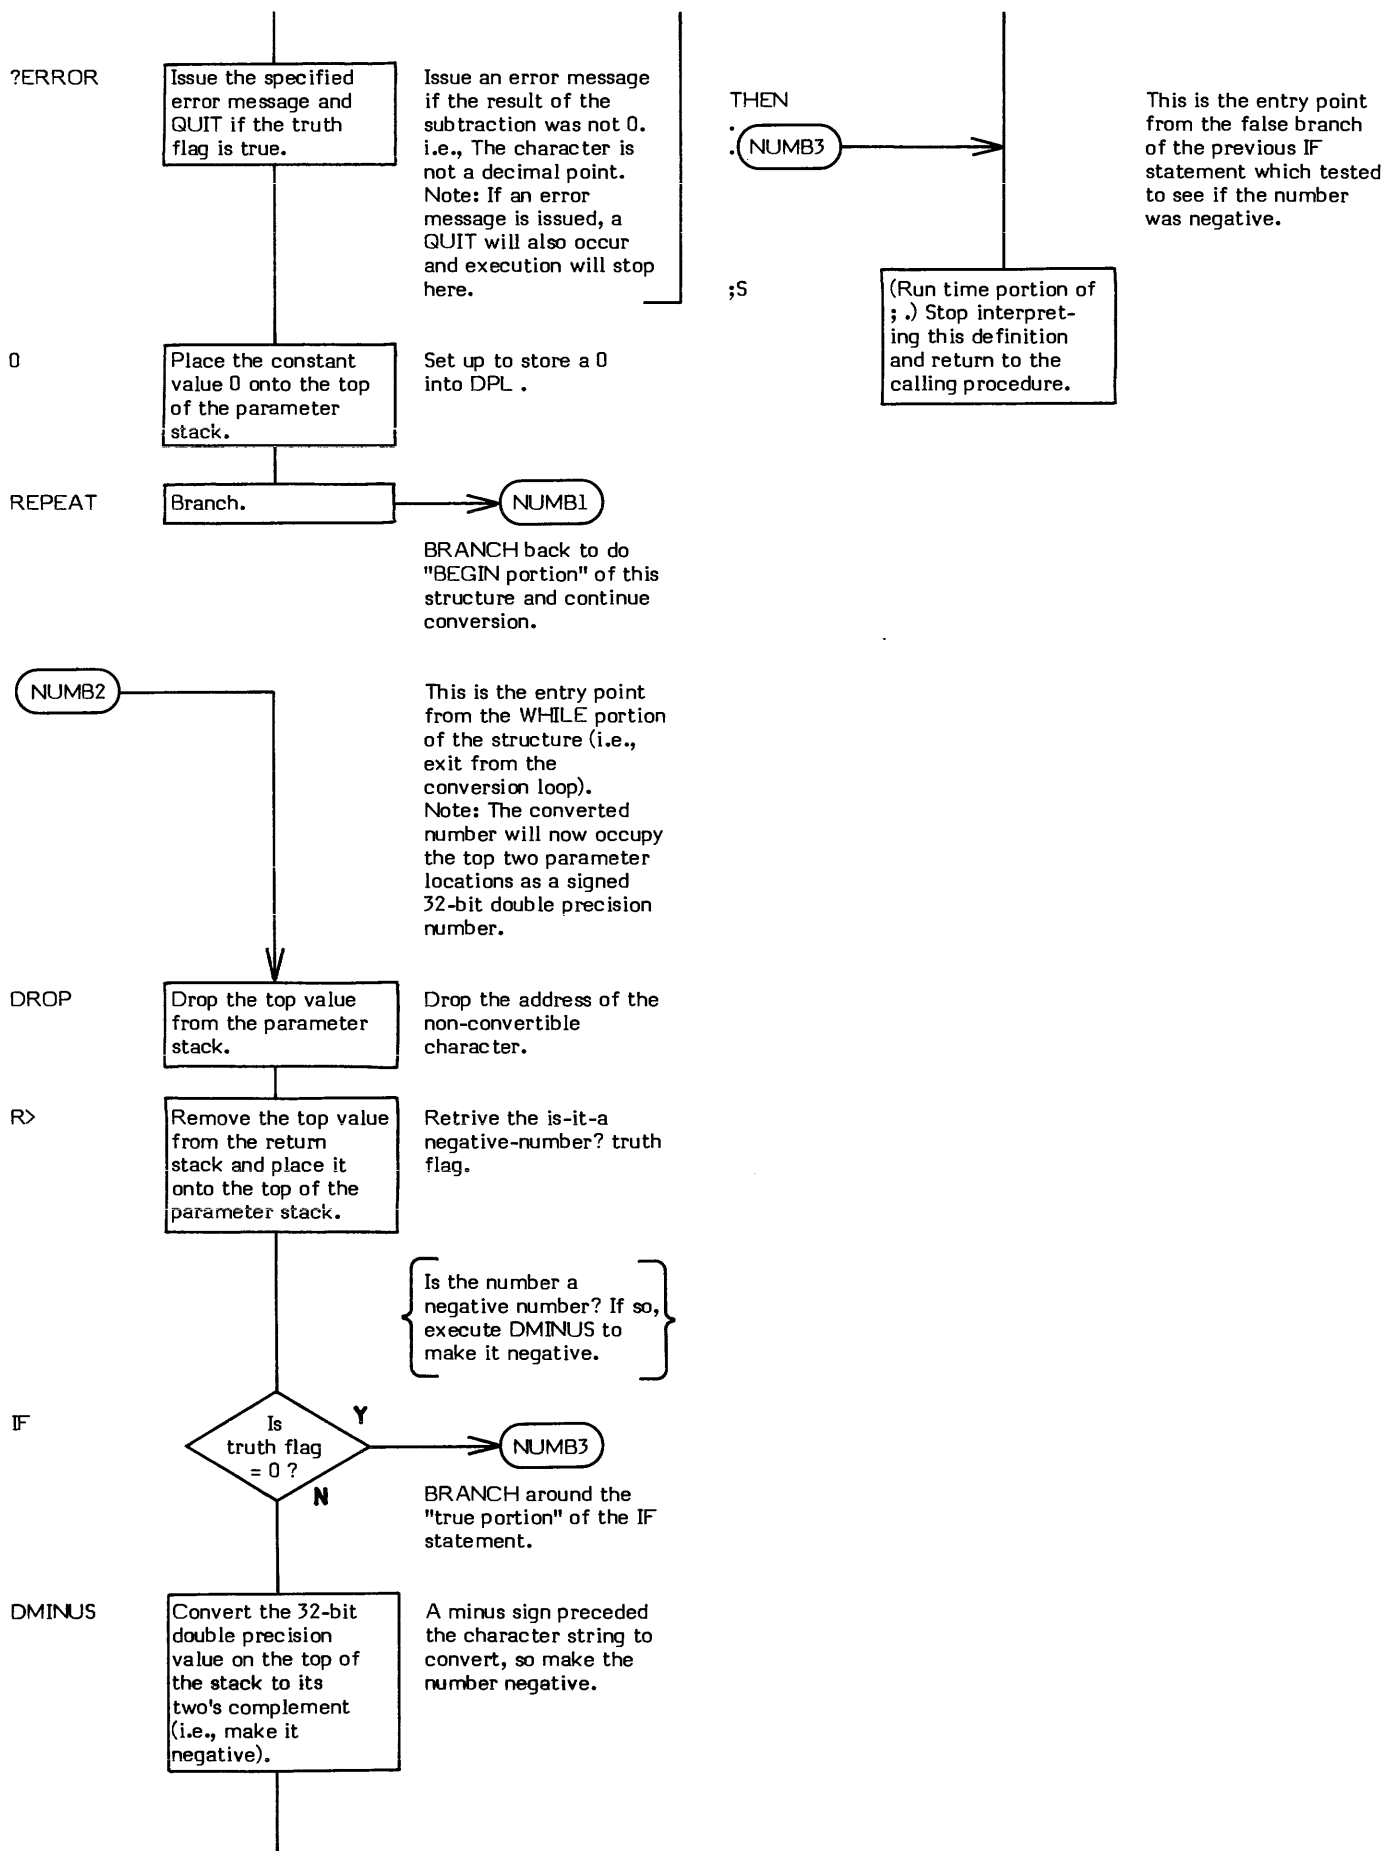 ?ERROR
Issue the specified
error message and
QUIT if the truth
flag is true.
Issue an error message
if the result of the
subtraction was not 0.
i.e., The character is
not a decimal point.
Note: If an error
message is issued, a
QUIT will also occur
and execution will stop
here.
0
Place the constant
value 0 onto the top
of the parameter
stack.
Set up to store a 0
into DPL .
REPEAT
Branch.
NUMB1
BRANCH back to do
"BEGIN portion" of this
structure and continue
conversion.
NUMB2
This is the entry point
from the WHILE portion
of the structure (i.e.,
exit from the
conversion loop).
Note: The converted
number will now occupy
the top two parameter
locations as a signed
32-bit double precision
number.
DROP
Drop the top value
from the parameter
stack.
Drop the address of the
non-convertible
character.
R>
Remove the top value
from the return
stack and place it
onto the top of the
parameter stack.
Retrive the is-it-a
negative-number? truth
flag.
Is the number a
negative number? If so,
execute DMINUS to
make it negative.
IF
Is
truth flag
= 0 ?
Y
N
NUMB3
BRANCH around the
"true portion" of the IF
statement.
DMINUS
Convert the 32-bit
double precision
value on the top of
the stack to its
two's complement
(i.e., make it
negative).
A minus sign preceded
the character string to
convert, so make the
number negative.
THEN
:
NUMB3
This is the entry point
from the false branch
of the previous IF
statement which tested
to see if the number
was negative.
;S
(Run time portion of
; .) Stop interpret-
ing this definition
and return to the
calling procedure.